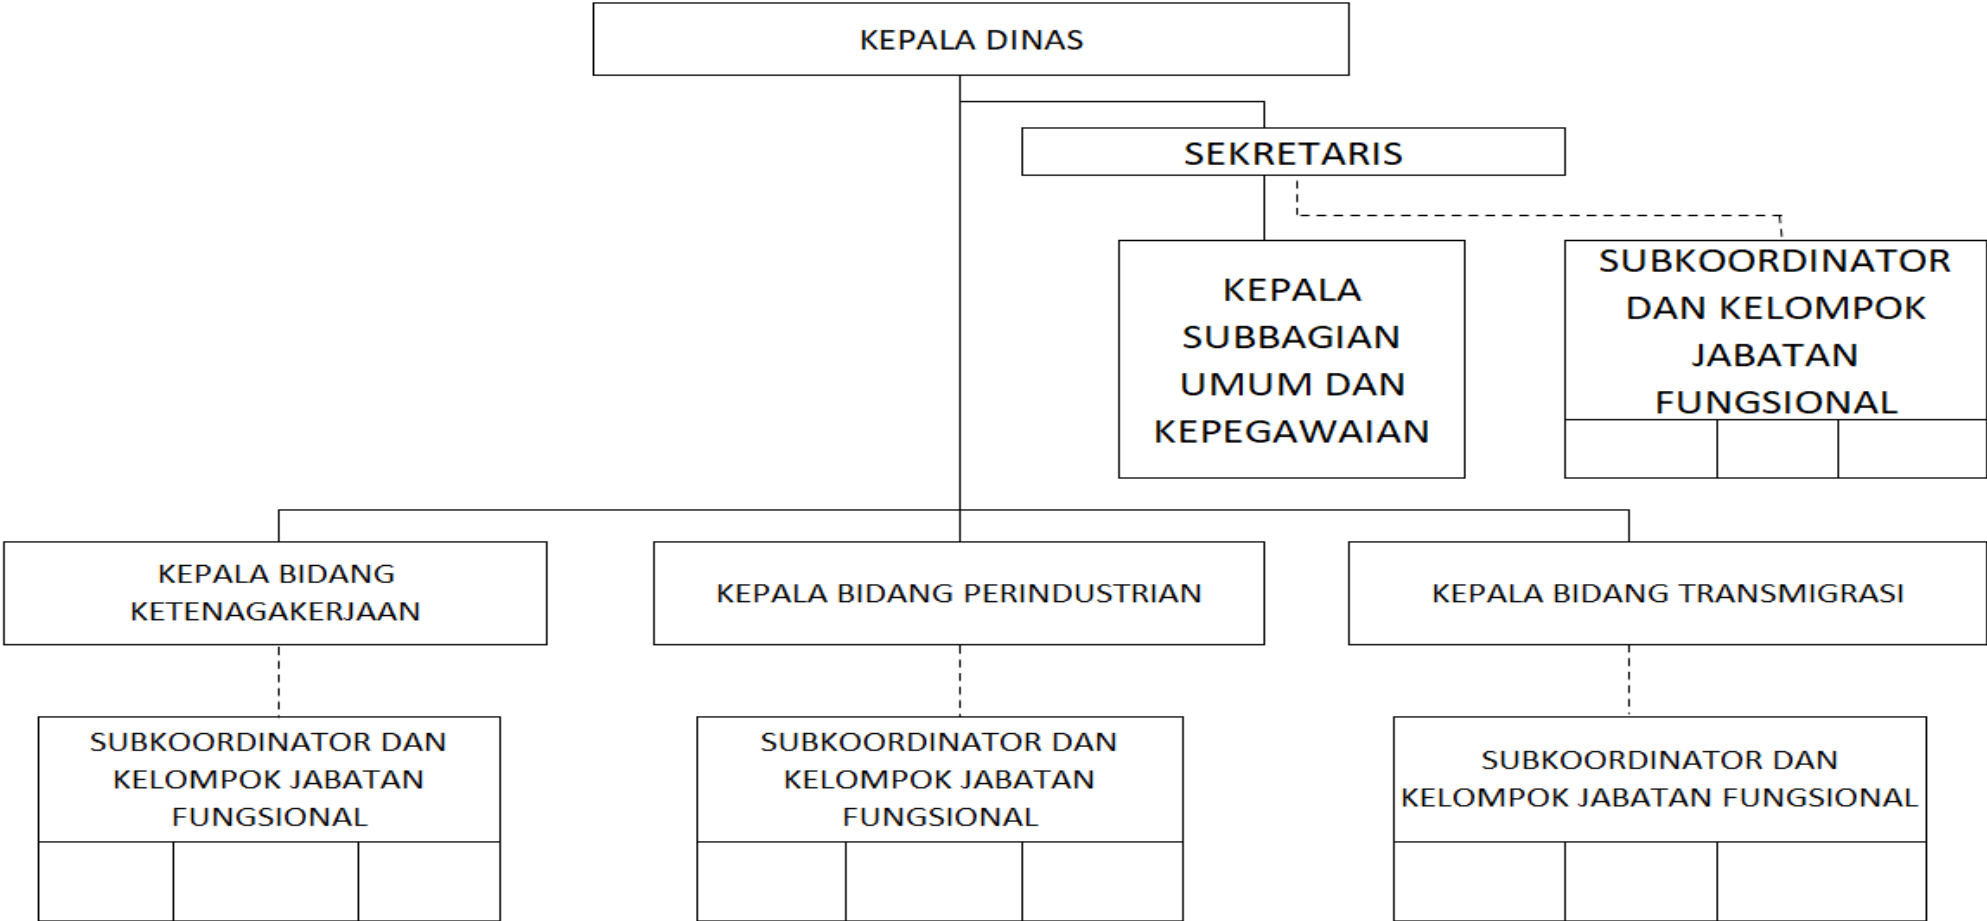 KEPALA DINAS
SEKRETARIS
KEPALA
SUBBAGIAN
UMUM DAN
KEPEGAWAIAN
SUBKOORDINATOR
DAN KELOMPOK
JABATAN
FUNGSIONAL
KEPALA BIDANG
KETENAGAKERJAAN
KEPALA BIDANG PERINDUSTRIAN
KEPALA BIDANG TRANSMIGRASI
SUBKOORDINATOR DAN
KELOMPOK JABATAN
FUNGSIONAL
SUBKOORDINATOR DAN
KELOMPOK JABATAN
FUNGSIONAL
SUBKOORDINATOR DAN
KELOMPOK JABATAN FUNGSIONAL